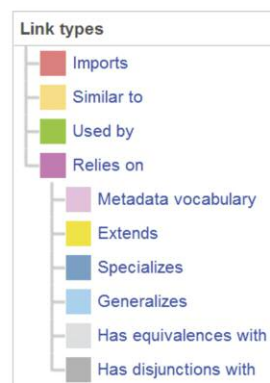 Link types
Imports
Similar to
Used by
Relies on
Metadata vocabulary
Extends
Specializes
Generalizes
Has equivalences with
Has disjunctions with